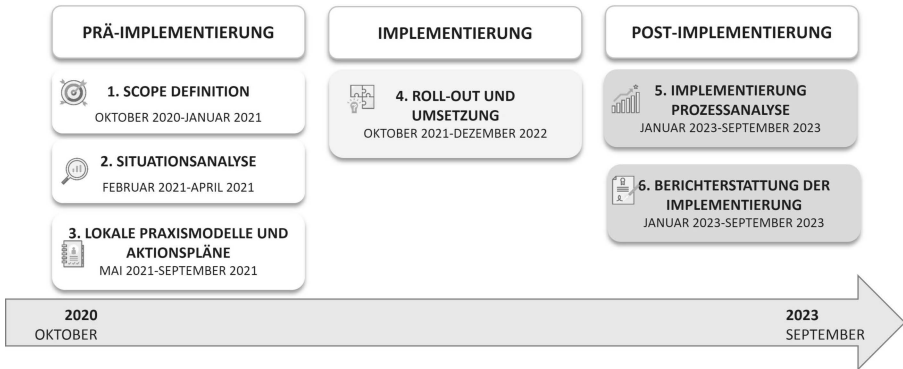 PRÄ-IMPLEMENTIERUNG
1. SCOPE DEFINITION
OKTOBER 2020-JANUAR 2021
2. SITUATIONSANALYSE
FEBRUAR 2021-APRIL 2021
3. LOKALE PRAXISMODELLE UND
AKTIONSPLÄNE
MAI 2021-SEPTEMBER 2021
IMPLEMENTIERUNG
4. ROLL-OUT UND
UMSETZUNG
OKTOBER 2021-DEZEMBER 2022
POST-IMPLEMENTIERUNG
5. IMPLEMENTIERUNG
PROZESSANALYSE
JANUAR 2023-SEPTEMBER 2023
6. BERICHTERSTATTUNG DER
IMPLEMENTIERUNG
JANUAR 2023-SEPTEMBER 2023
2020
OKTOBER
2023
SEPTEMBER